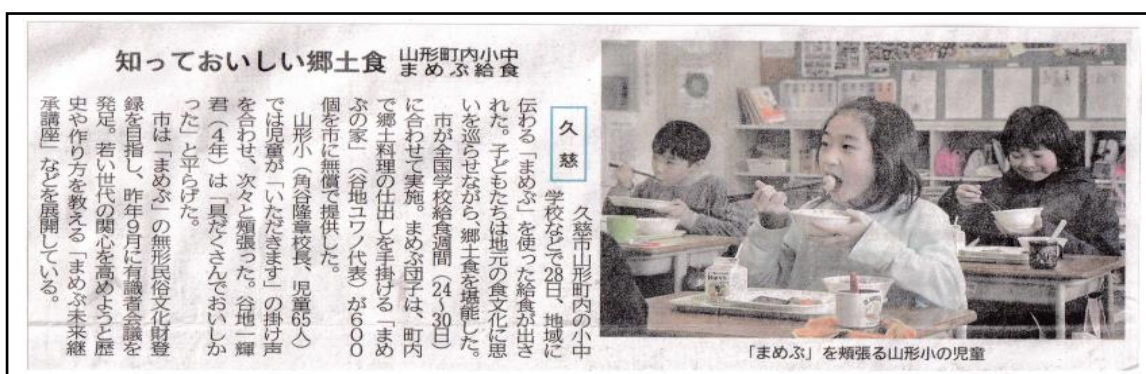 知っておいしい郷土食
山形町内小中
まめぶ給食
久慈
久慈市山形町内の小中
学校などで28日、地域に
伝わる「まめぶ」を使った給食が出さ
れた。子どもたちは地元の食文化に思
いを巡らせながら、郷土食を堪能した。
市が全国学校給食週間(24~30日)
に合わせて実施。まめぶ団子は、町内
で郷土料理の仕出しを手掛ける「まめ
ぶの家」(谷地ユワノ代表)が600
個を市に無償で提供した。
山形小(角谷隆章校長、児童65人)
では児童が「いただきます」の掛け声
を合わせ、次々と頬張った。谷地一輝
君(4年)は「具だくさんでおいしか
った」と平らげた。
市は「まめぶ」の無形民俗文化財登
録を目指し、昨年9月に有識者会議を
発足。若い世代の関心を高めようと歴
史や作り方を教える「まめぶ未来継
承講座」などを展開している。
「まめぶ」を頬張る山形小の児童